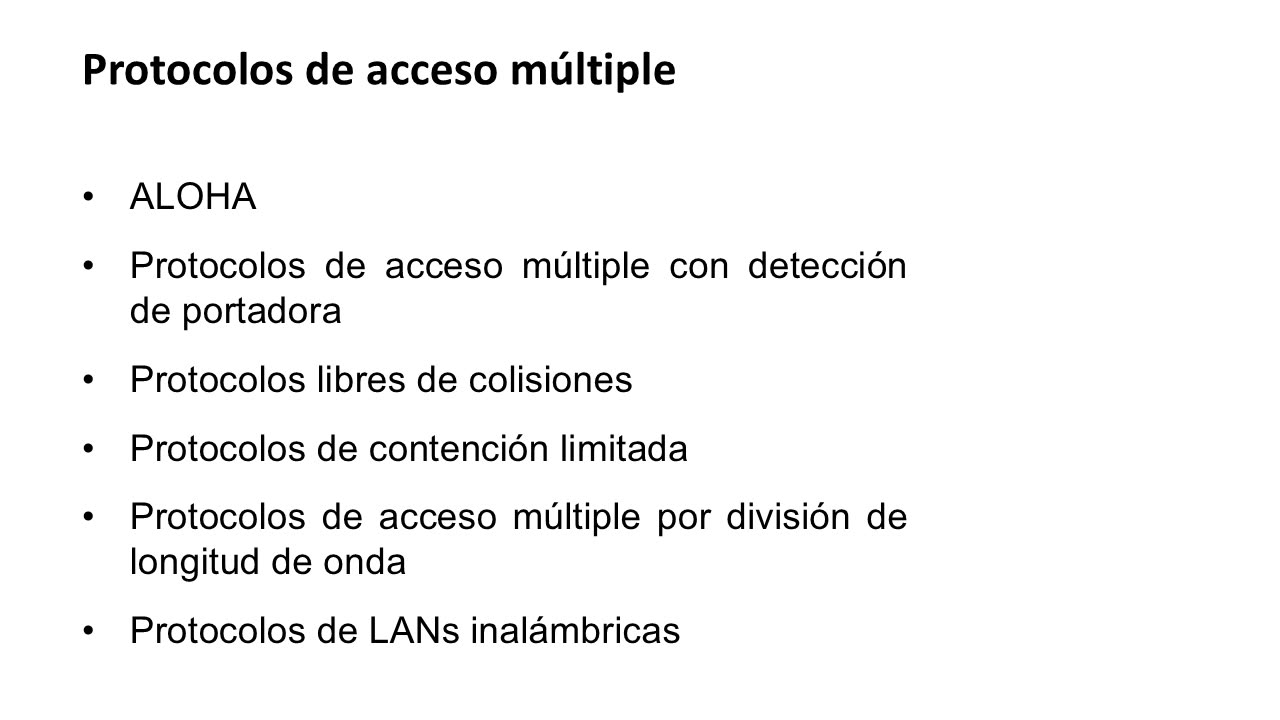 Protocolos de acceso múltiple
• ALOHA
• Protocolos de acceso múltiple con detección
de portadora
• Protocolos libres de colisiones
• Protocolos de contención limitada
• Protocolos de acceso múltiple por división de
longitud de onda
• Protocolos de LANs inalámbricas